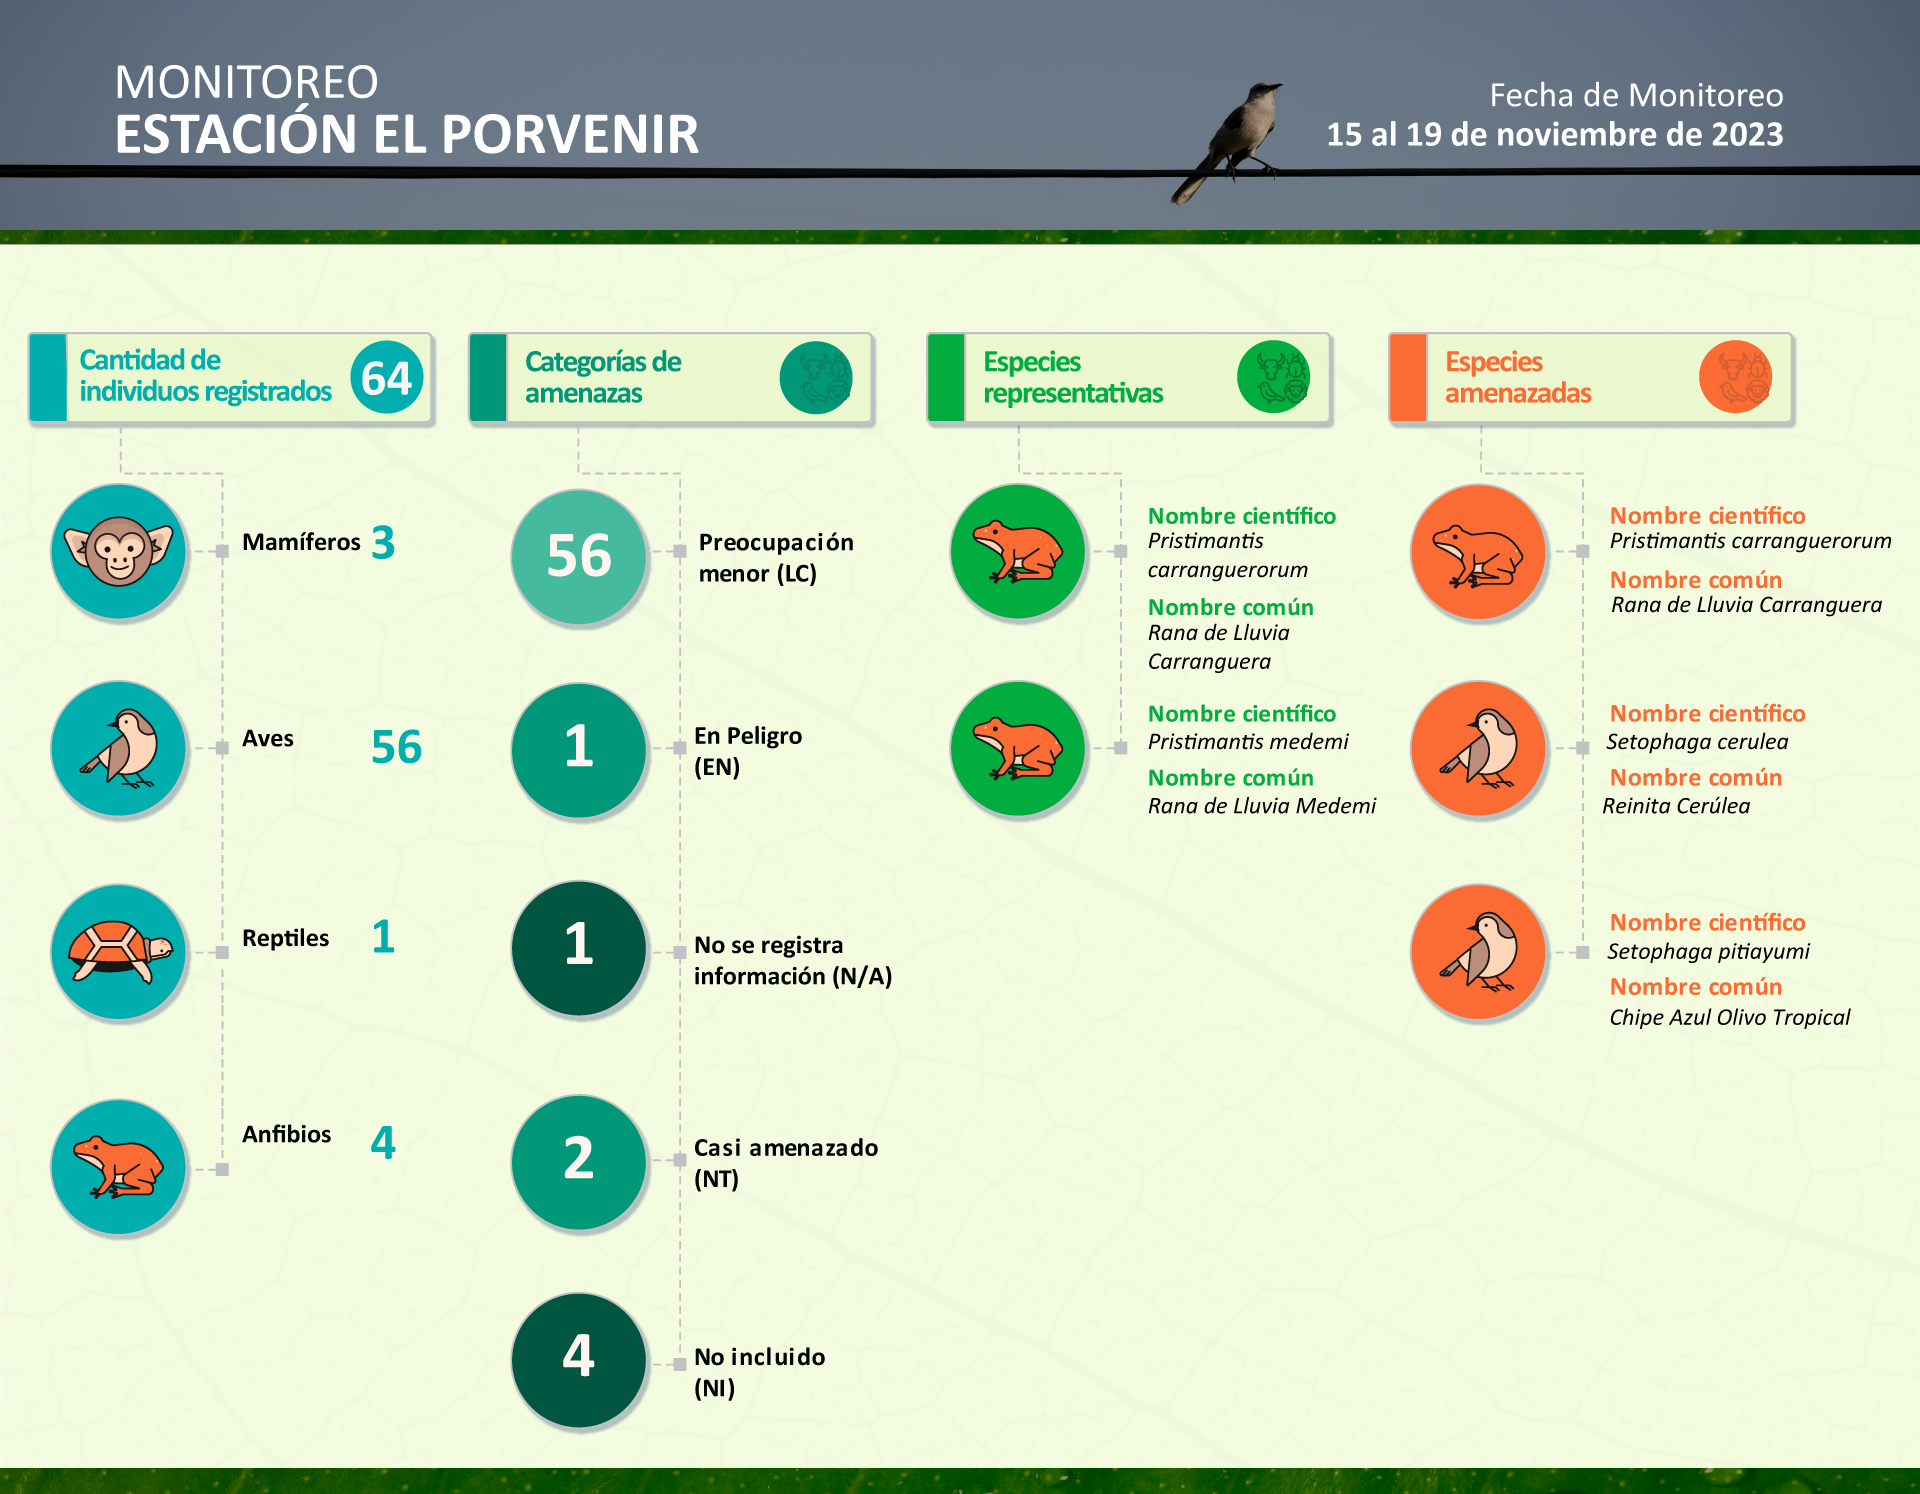 MONITOREO
ESTACIÓN EL PORVENIR
Fecha de Monitoreo
15 al 19 de noviembre de 2023
Cantidad de
individuos registrados
64
Mamíferos 3
Aves 56
Reptiles 1
Anfibios 4
Categorías de
amenazas
56
Preocupación
menor (LC)
1
En Peligro
(EN)
1
No se registra
información (N/A)
2
Casi amenazado
(NT)
4
No incluido
(NI)
Especies
representativas
Nombre científico
Pristimantis
carranguerorum
Nombre común
Rana de Lluvia
Carranguera
Nombre científico
Pristimantis medemi
Nombre común
Rana de Lluvia Medemi
Especies
amenazadas
Nombre científico
Pristimantis carranguerorum
Nombre común
Rana de Lluvia Carranguera
Nombre científico
Setophaga cerulea
Nombre común
Reinita Cerúlea
Nombre científico
Setophaga pitiayumi
Nombre común
Chipe Azul Olivo Tropical